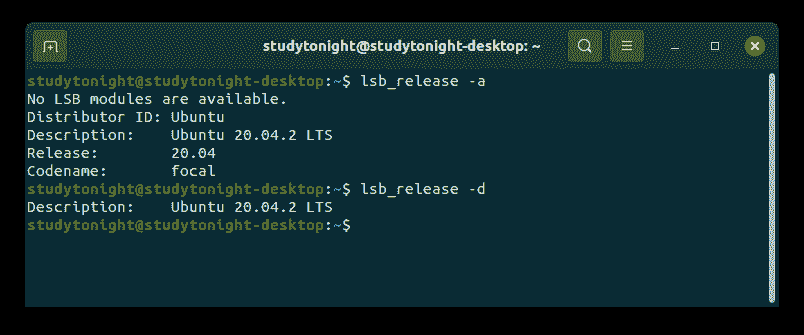 studytonight@studytonight-desktop: ~
studytonight@studytonight-desktop:~$ lsb_release -a
No LSB modules are available.
Distributor ID: Ubuntu
Description:    Ubuntu 20.04.2 LTS
Release:        20.04
Codename:       focal
studytonight@studytonight-desktop:~$ lsb_release -d
Description:    Ubuntu 20.04.2 LTS
studytonight@studytonight-desktop:~$